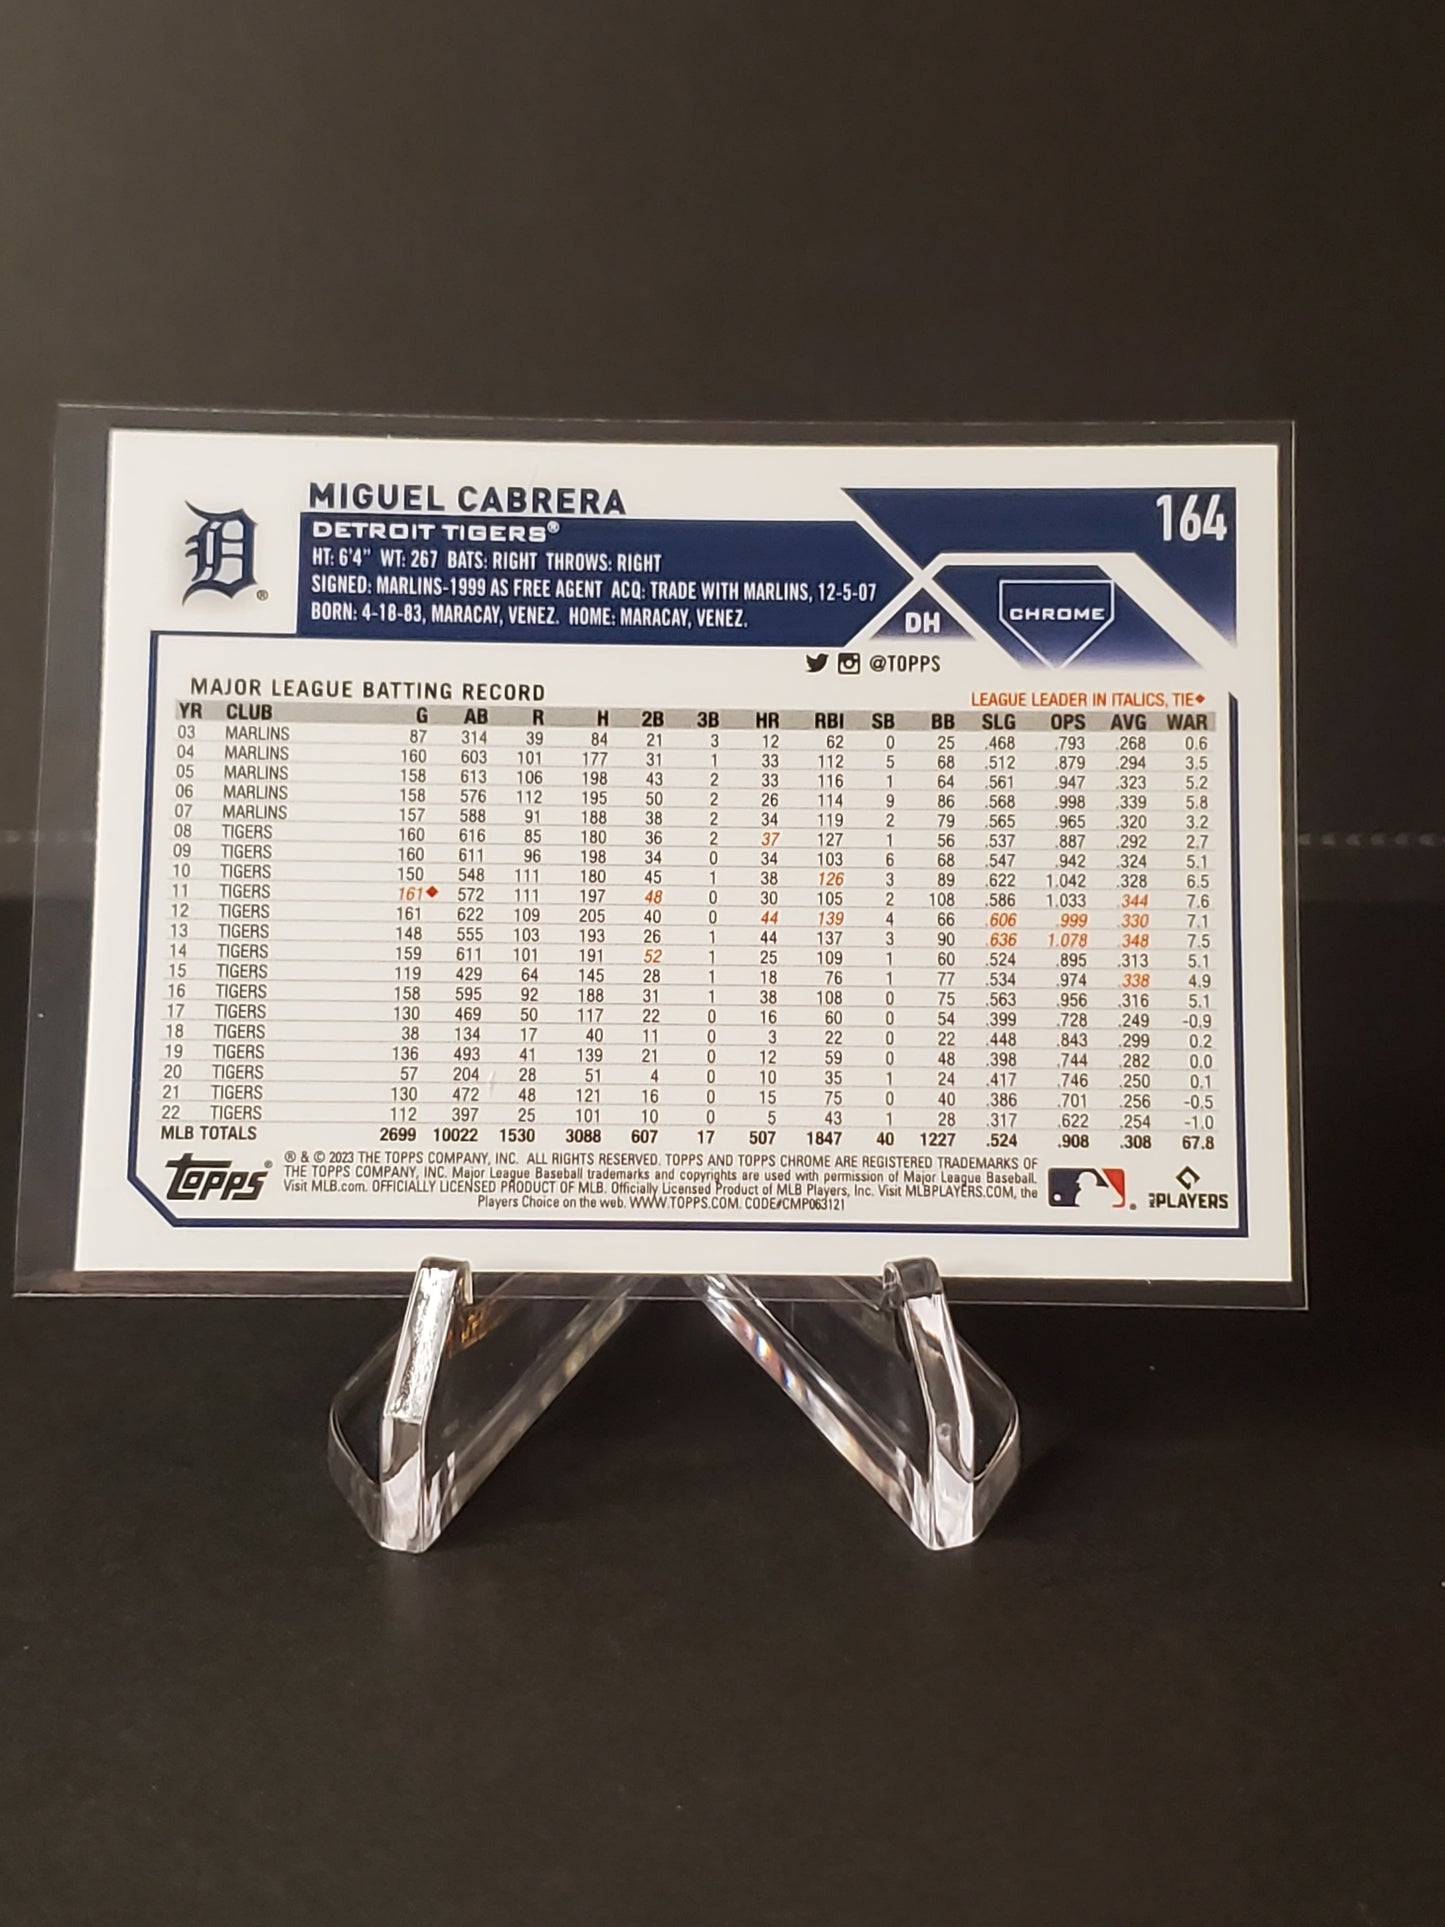 MIGUEL CABRERA
164
DETROIT TIGERS®
HT: 6'4" WT: 267 BATS: RIGHT THROWS: RIGHT
SIGNED: MARLINS-1999 AS FREE AGENT ACQ: TRADE WITH MARLINS, 12-5-07
BORN: 4-18-83, MARACAY, VENEZ. HOME: MARACAY, VENEZ.
D®
DH
CHROME
@TOPPS
MAJOR LEAGUE BATTING RECORD
LEAGUE LEADER IN ITALICS, TIE◆
YR CLUB G AB R H 2B 3B HR RBI SB BB SLG OPS AVG WAR
03 MARLINS 87 314 39 84 21 3 12 62 0 25 .468 .793 .268 0.6
04 MARLINS 160 603 101 177 31 1 33 112 5 68 .512 .879 .294 3.5
05 MARLINS 158 613 106 198 43 2 33 116 1 64 .561 .947 .323 5.2
06 MARLINS 158 576 112 195 50 2 26 114 9 86 .568 .998 .339 5.8
07 MARLINS 157 588 91 188 38 2 34 119 2 79 .565 .965 .320 3.2
08 TIGERS 160 616 85 180 36 2 37 127 1 56 .537 .887 .292 2.7
09 TIGERS 160 611 96 198 34 0 34 103 6 68 .547 .942 .324 5.1
10 TIGERS 150 548 111 180 45 1 38 126 3 89 .622 1.042 .328 6.5
11 TIGERS 161◆ 572 111 197 48 0 30 105 2 108 .586 1.033 .344 7.6
12 TIGERS 161 622 109 205 40 0 44 139 4 66 .606 .999 .330 7.1
13 TIGERS 148 555 103 193 26 1 44 137 3 90 .636 1.078 .348 7.5
14 TIGERS 159 611 101 191 52 1 25 109 1 60 .524 .895 .313 5.1
15 TIGERS 119 429 64 145 28 1 18 76 1 77 .534 .974 .338 4.9
16 TIGERS 158 595 92 188 31 1 38 108 0 75 .563 .956 .316 5.1
17 TIGERS 130 469 50 117 22 0 16 60 0 54 .399 .728 .249 -0.9
18 TIGERS 38 134 17 40 11 0 3 22 0 22 .448 .843 .299 0.2
19 TIGERS 136 493 41 139 21 0 12 59 0 48 .398 .744 .282 0.0
20 TIGERS 57 204 28 51 4 0 10 35 1 24 .417 .746 .250 0.1
21 TIGERS 130 472 48 121 16 0 15 75 0 40 .386 .701 .256 -0.5
22 TIGERS 112 397 25 101 10 0 5 43 1 28 .317 .622 .254 -1.0
MLB TOTALS 2699 10022 1530 3088 607 17 507 1847 40 1227 .524 .908 .308 67.8
topps®
® & © 2023 THE TOPPS COMPANY, INC. ALL RIGHTS RESERVED. TOPPS AND TOPPS CHROME ARE REGISTERED TRADEMARKS OF
THE TOPPS COMPANY, INC. Major League Baseball trademarks and copyrights are used with permission of Major League Baseball.
Visit MLB.com. OFFICIALLY LICENSED PRODUCT OF MLB. Officially Licensed Product of MLB Players, Inc. Visit MLBPLAYERS.COM, the
Players Choice on the web. WWW.TOPPS.COM. CODE#CMP063121
MLB PLAYERS